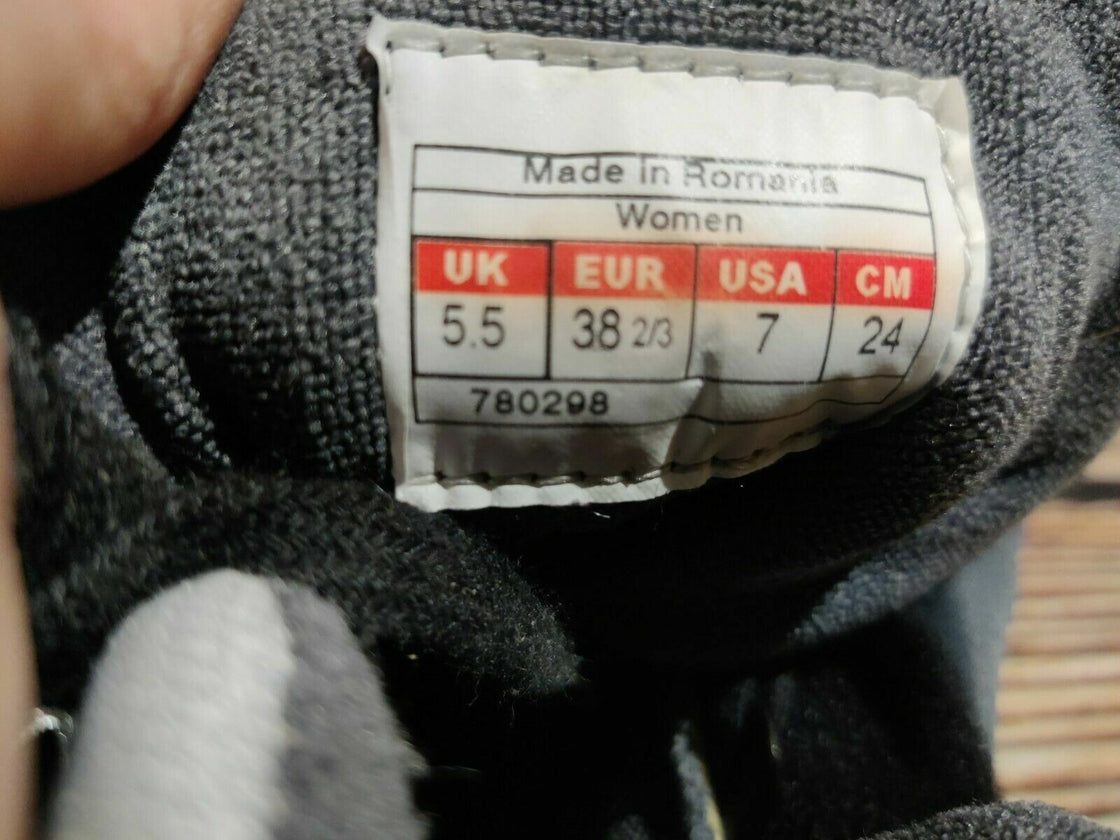 Made in Romania
Women
UK EUR USA CM
5.5 38 2/3 7 24
780298